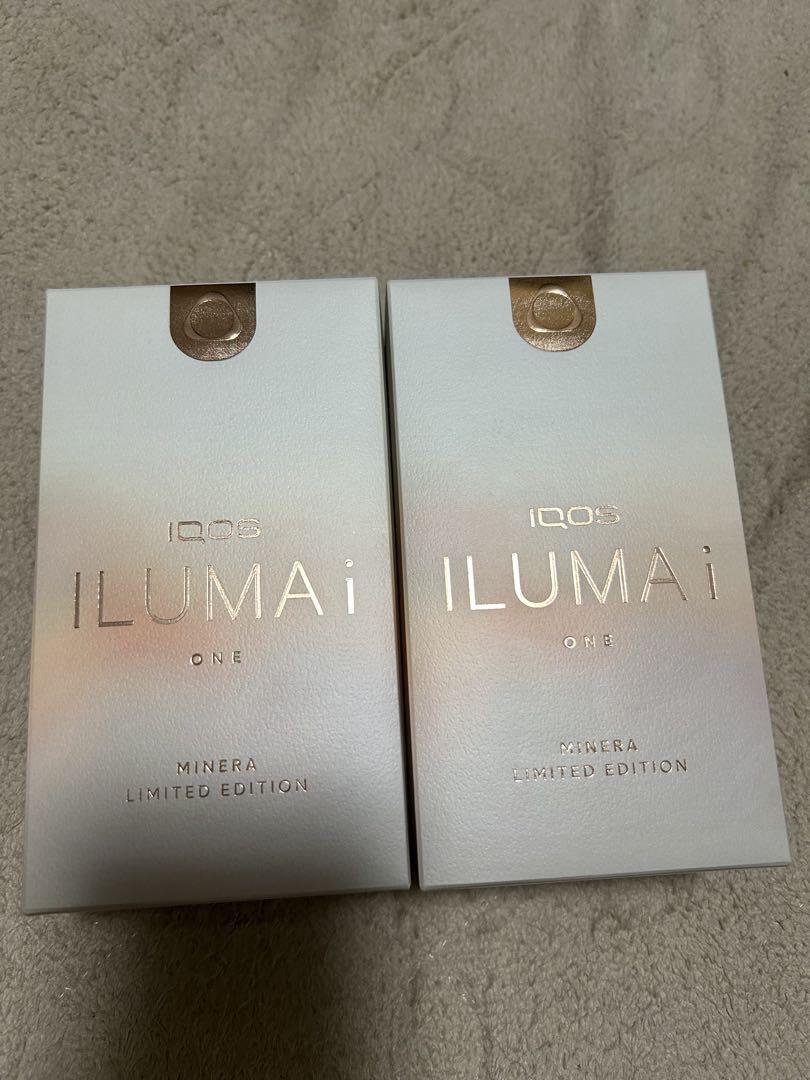 IQOS
ILUMA i
ONE
MINERA
LIMITED EDITION
IQOS
ILUMA i
ONE
MINERA
LIMITED EDITION